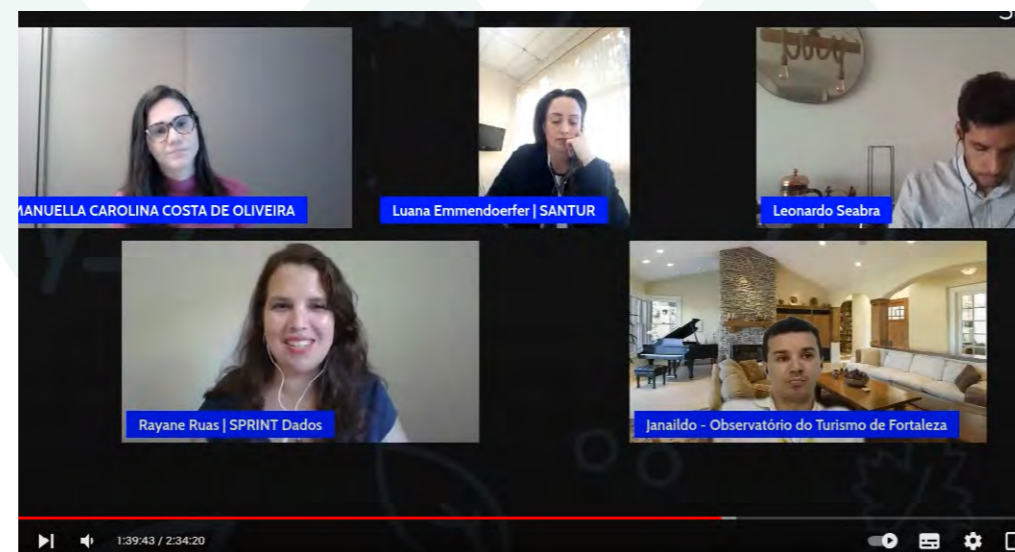 MANUELLA CAROLINA COSTA DE OLIVEIRA
Luana Emmendoerfer | SANTUR
Leonardo Seabra
Rayane Ruas | SPRINT Dados
Janaildo - Observatório do Turismo de Fortaleza
1:39:43 / 2:34:20